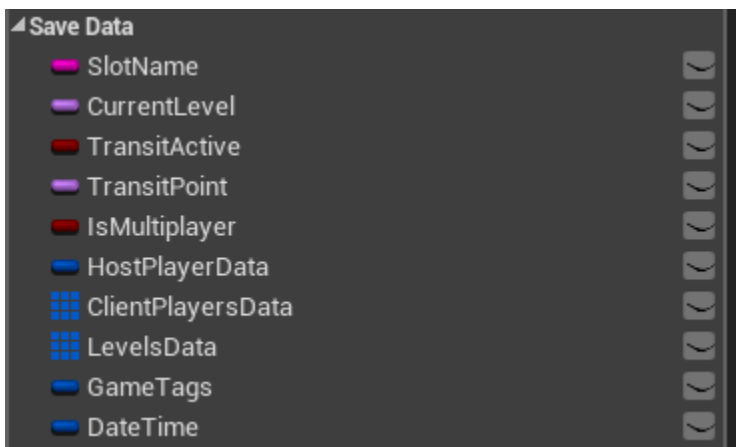 Save Data
SlotName
CurrentLevel
TransitActive
TransitPoint
IsMultiplayer
HostPlayerData
ClientPlayersData
LevelsData
GameTags
DateTime